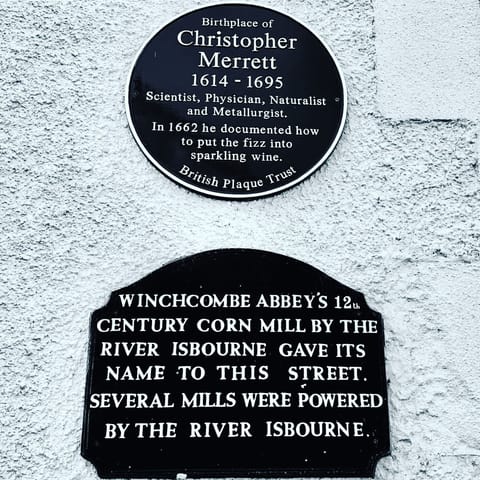 Birthplace of
Christopher
Merrett
1614 - 1695
Scientist, Physician, Naturalist
and Metallurgist.
In 1662 he documented how
to put the fizz into
sparkling wine.
British Plaque Trust
WINCHCOMBE ABBEY'S 12th
CENTURY CORN MILL BY THE
RIVER ISBOURNE GAVE ITS
NAME TO THIS STREET.
SEVERAL MILLS WERE POWERED
BY THE RIVER ISBOURNE.